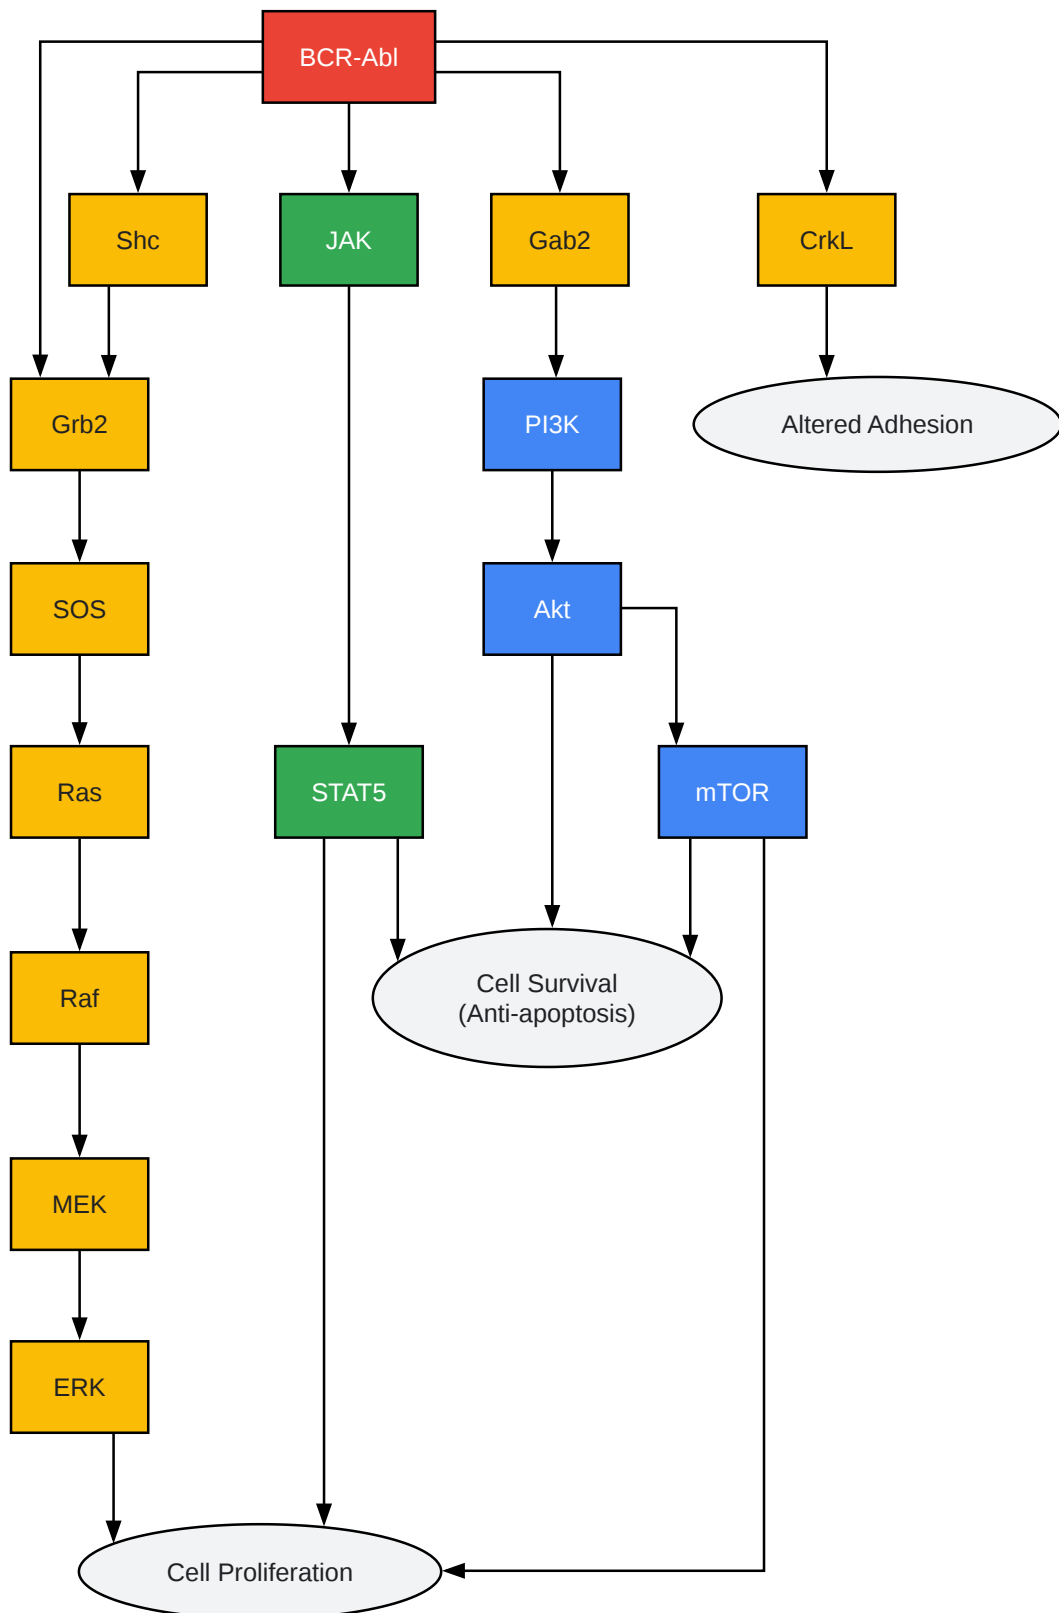 BCR-Abl
Shc
JAK
Gab2
CrkL
Grb2
PI3K
Altered Adhesion
SOS
Akt
Ras
STAT5
mTOR
Raf
Cell Survival
(Anti-apoptosis)
MEK
ERK
Cell Proliferation